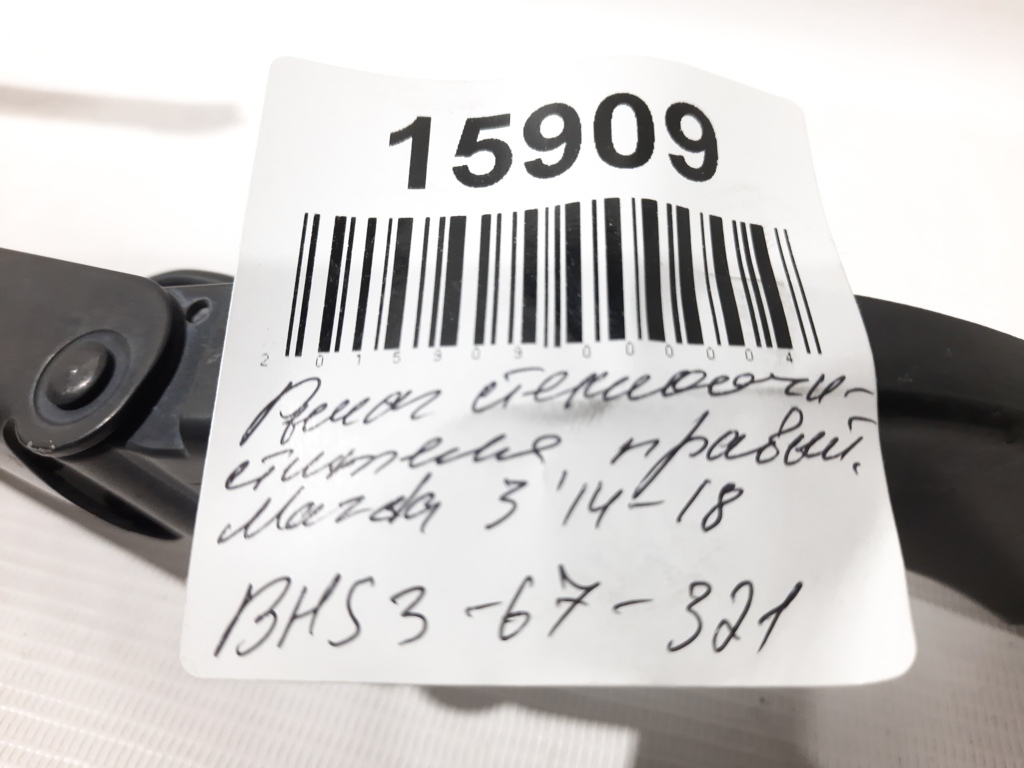 15909
2015909000004
Рычаг стеклоочи-
стителя правый.
Mazda 3 '14-18
BHS3-67-321